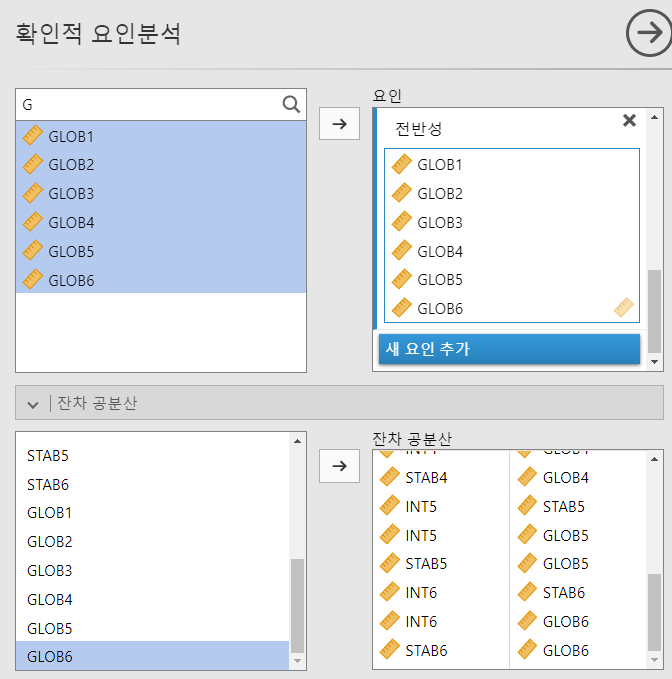 확인적 요인분석
G
GLOB1
GLOB2
GLOB3
GLOB4
GLOB5
GLOB6
요인
전반성
GLOB1
GLOB2
GLOB3
GLOB4
GLOB5
GLOB6
새 요인 추가
잔차 공분산
STAB5
STAB6
GLOB1
GLOB2
GLOB3
GLOB4
GLOB5
GLOB6
잔차 공분산
STAB4 GLOB4
INT5 STAB5
INT5 GLOB5
STAB5 GLOB5
INT6 STAB6
INT6 GLOB6
STAB6 GLOB6